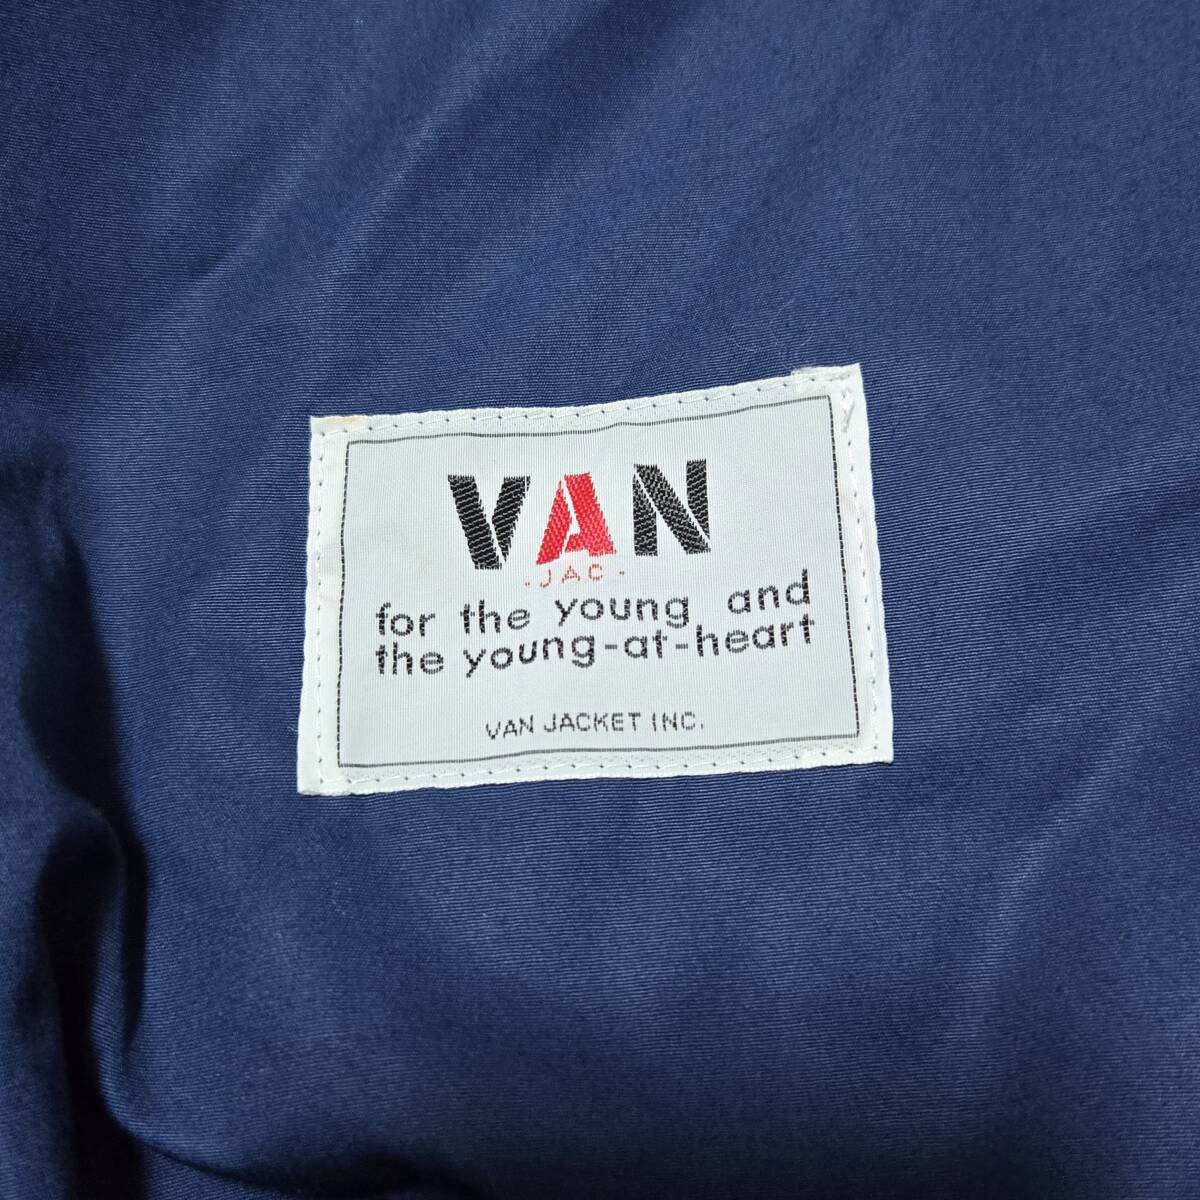 VAN
-JAC-
for the young and
the young-at-heart
VAN JACKET INC.